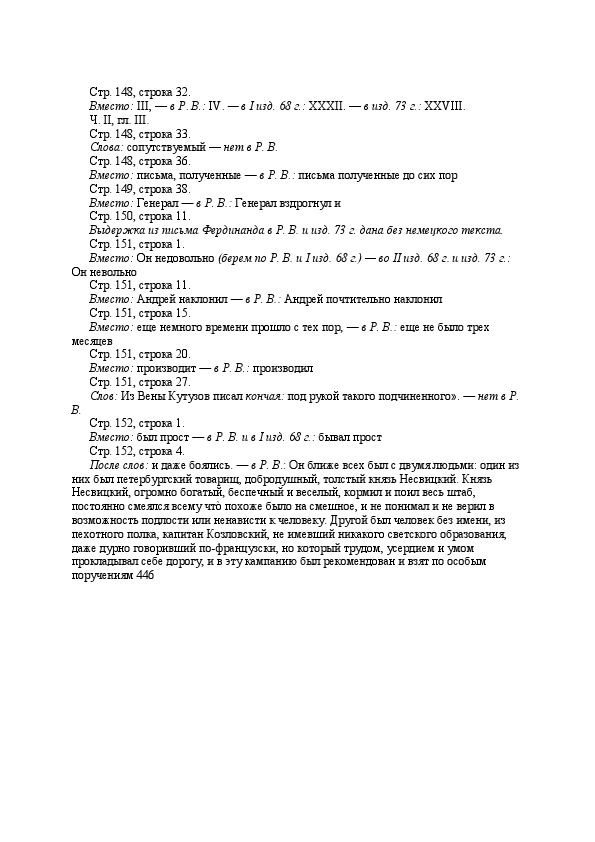 Стр. 148, строка 32.
Вместо: III, — в Р. В.: IV. — в I изд. 68 г.: XXXII. — в изд. 73 г.: XXVIII.
Ч. II, гл. III.
Стр. 148, строка 33.
Слова: сопутствуемый — нет в Р. В.
Стр. 148, строка 36.
Вместо: письма, полученные — в Р. В.: письма полученные до сих пор
Стр. 149, строка 38.
Вместо: Генерал — в Р. В.: Генерал вздрогнул и
Стр. 150, строка 11.
Выдержка из письма Фердинанда в Р. В. и изд. 73 г. дана без немецкого текста.
Стр. 151, строка 1.
Вместо: Он недовольно (берем по Р. В. и I изд. 68 г.) — во II изд. 68 г. и изд. 73 г.:
Он невольно
Стр. 151, строка 11.
Вместо: Андрей наклонил — в Р. В.: Андрей почтительно наклонил
Стр. 151, строка 15.
Вместо: еще немного времени прошло с тех пор, — в Р. В.: еще не было трех
месяцев
Стр. 151, строка 20.
Вместо: производит — в Р. В.: производил
Стр. 151, строка 27.
Слов: Из Вены Кутузов писал кончая: под рукой такого подчиненного». — нет в Р.
В.
Стр. 152, строка 1.
Вместо: был прост — в Р. В. и в I изд. 68 г.: бывал прост
Стр. 152, строка 4.
После слов: и даже боялись. — в Р. В.: Он ближе всех был с двумя людьми: один из
них был петербургский товарищ, добродушный, толстый князь Несвицкий. Князь
Несвицкий, огромно богатый, беспечный и веселый, кормил и поил весь штаб,
постоянно смеялся всему чтò похоже было на смешное, и не понимал и не верил в
возможность подлости или ненависти к человеку. Другой был человек без имени, из
пехотного полка, капитан Козловский, не имевший никакого светского образования,
даже дурно говоривший по-французски, но который трудом, усердием и умом
прокладывал себе дорогу, и в эту кампанию был рекомендован и взят по особым
поручениям 446